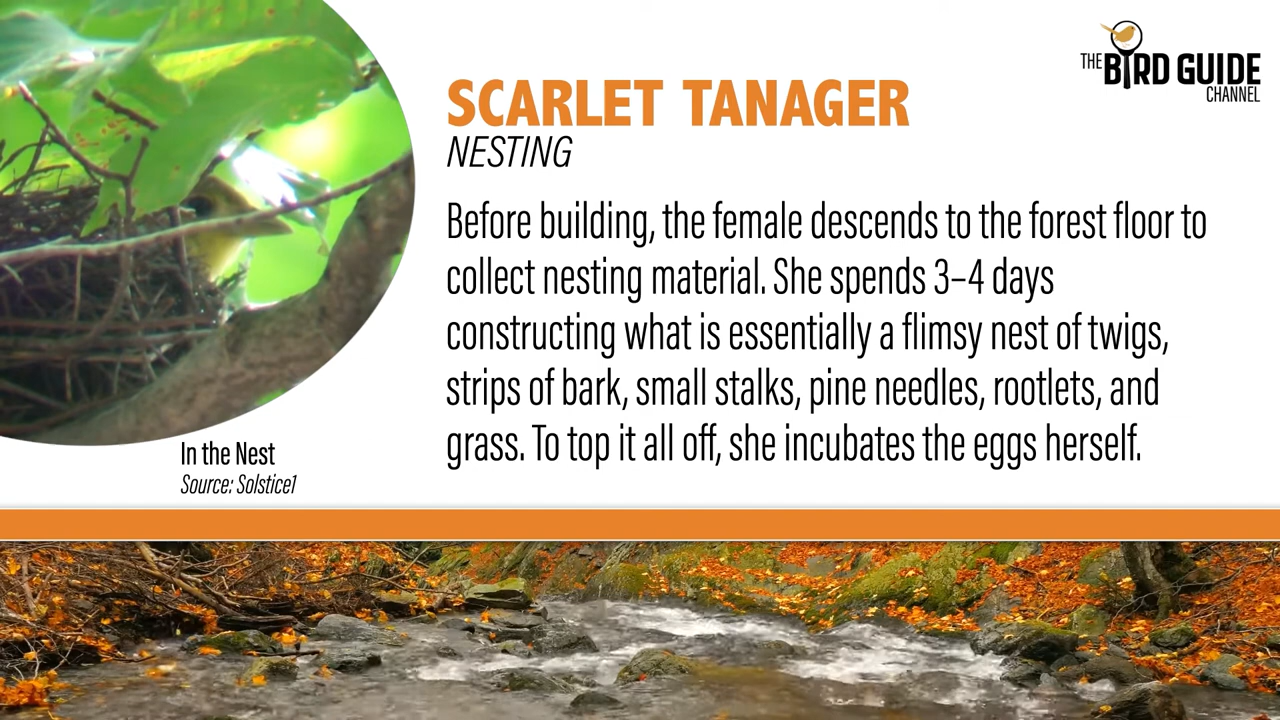 THE BIRD GUIDE
CHANNEL
SCARLET TANAGER
NESTING
Before building, the female descends to the forest floor to
collect nesting material. She spends 3–4 days
constructing what is essentially a flimsy nest of twigs,
strips of bark, small stalks, pine needles, rootlets, and
grass. To top it all off, she incubates the eggs herself.
In the Nest
Source: Solstice1